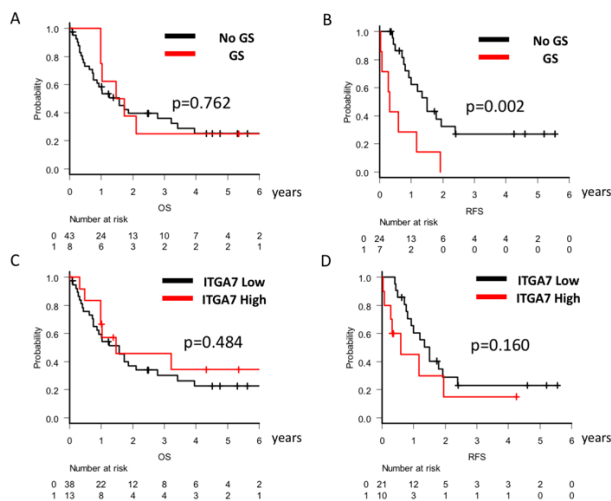 A
No GS
GS
p=0.762
Probability
1.0
0.8
0.6
0.4
0.2
0.0
0 1 2 3 4 5 6 years
OS
Number at risk
0 43 24 13 10 7 4 2
1 8 6 3 2 2 2 1
B
No GS
GS
p=0.002
Probability
1.0
0.8
0.6
0.4
0.2
0.0
0 1 2 3 4 5 6 years
RFS
Number at risk
0 24 13 6 4 4 2 0
1 7 2 0 0 0 0 0
C
ITGA7 Low
ITGA7 High
p=0.484
Probability
1.0
0.8
0.6
0.4
0.2
0.0
0 1 2 3 4 5 6 years
OS
Number at risk
0 38 22 12 8 6 4 2
1 13 8 4 4 3 2 1
D
ITGA7 Low
ITGA7 High
p=0.160
Probability
1.0
0.8
0.6
0.4
0.2
0.0
0 1 2 3 4 5 6 years
RFS
Number at risk
0 21 12 5 3 3 2 0
1 10 3 1 1 1 0 0